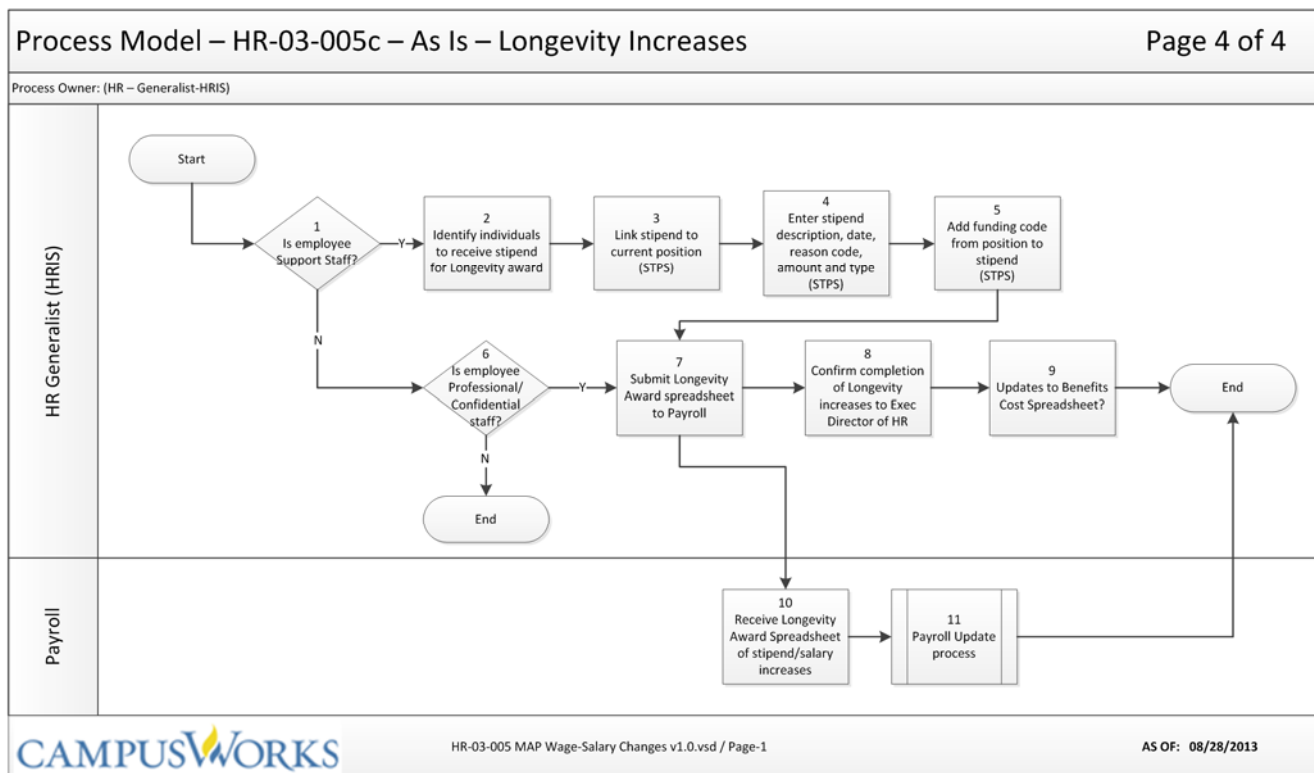 Process Model – HR-03-005c – As Is – Longevity Increases
Page 4 of 4
Process Owner: (HR – Generalist-HRIS)
HR Generalist (HRIS)
Start
1
Is employee
Support Staff?
Y
2
Identify individuals
to receive stipend
for Longevity award
3
Link stipend to
current position
(STPS)
4
Enter stipend
description, date,
reason code,
amount and type
(STPS)
5
Add funding code
from position to
stipend
(STPS)
N
6
Is employee
Professional/
Confidential
staff?
Y
7
Submit Longevity
Award spreadsheet
to Payroll
8
Confirm completion
of Longevity
increases to Exec
Director of HR
9
Updates to Benefits
Cost Spreadsheet?
End
N
End
Payroll
10
Receive Longevity
Award Spreadsheet
of stipend/salary
increases
11
Payroll Update
process
CAMPUSWORKS
HR-03-005 MAP Wage-Salary Changes v1.0.vsd / Page-1
AS OF: 08/28/2013